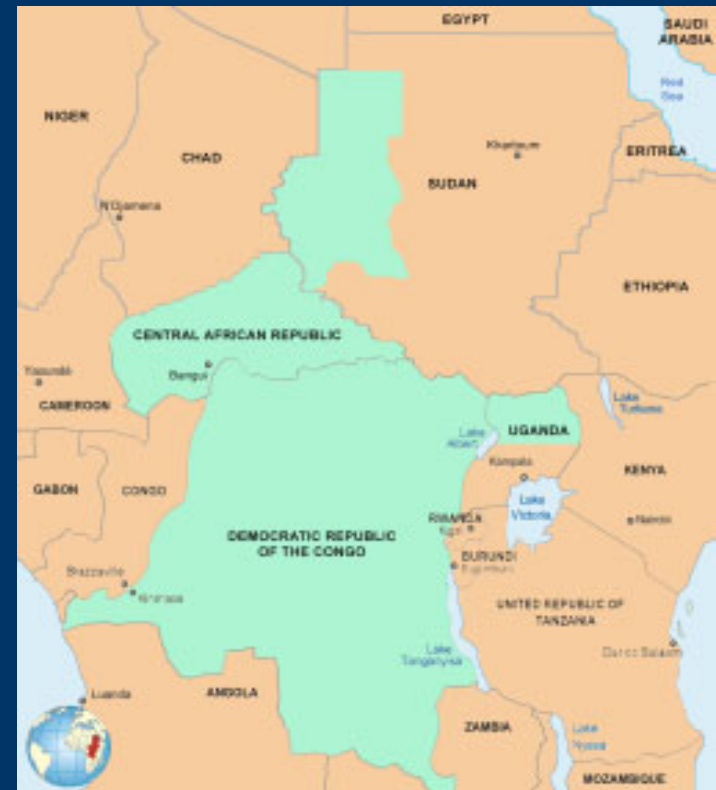 EGYPT
SAUDI
ARABIA
Red
Sea
NIGER
CHAD
Khartoum
ERITREA
SUDAN
N'Djamena
ETHIOPIA
CENTRAL AFRICAN REPUBLIC
Yaoundé
Bangui
CAMEROON
Lake
Turkana
Lake
Albert
UGANDA
Kampala
KENYA
GABON
CONGO
Lake
Victoria
RWANDA
Nairobi
DEMOCRATIC REPUBLIC
OF THE CONGO
BURUNDI
Brazzaville
Kinshasa
UNITED REPUBLIC OF
TANZANIA
Lake
Tanganyika
Dar es Salaam
Luanda
ANGOLA
ZAMBIA
Lake
Nyasa
MOZAMBIQUE